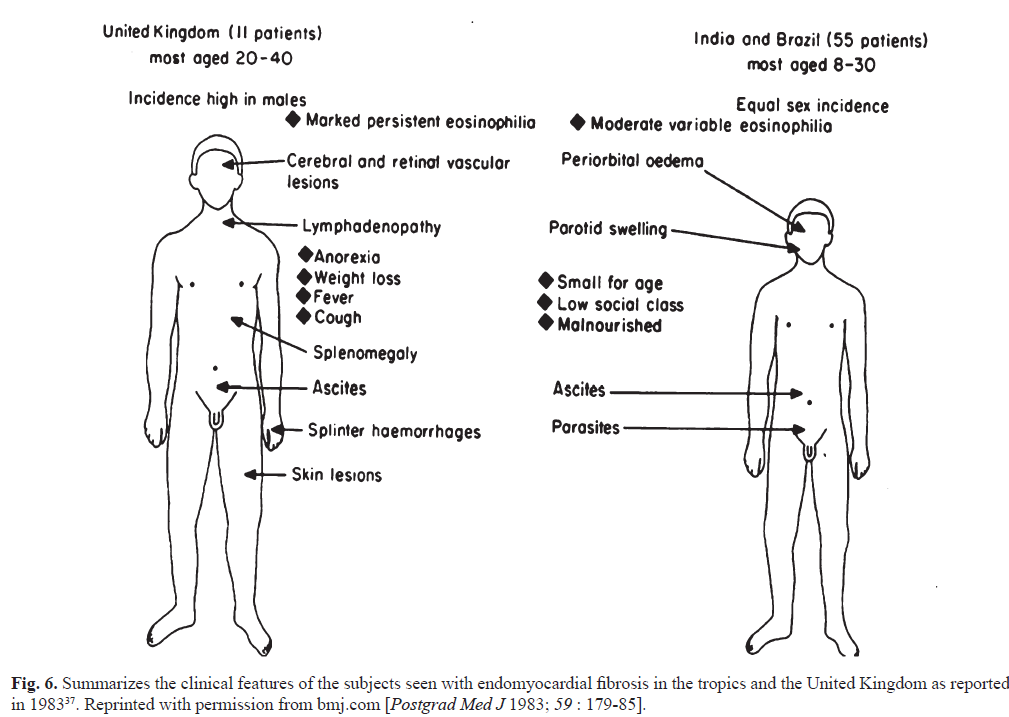 United Kingdom (11 patients)
most aged 20-40
Incidence high in males
◆ Marked persistent eosinophilia
Cerebral and retinal vascular
lesions
Lymphadenopathy
◆ Anorexia
◆ Weight loss
◆ Fever
◆ Cough
Splenomegaly
Ascites
Splinter haemorrhages
Skin lesions
India and Brazil (55 patients)
most aged 8-30
Equal sex incidence
◆ Moderate variable eosinophilia
Periorbital oedema
Parotid swelling
◆ Small for age
◆ Low social class
◆ Malnourished
Ascites
Parasites
Fig. 6. Summarizes the clinical features of the subjects seen with endomyocardial fibrosis in the tropics and the United Kingdom as reported
in 1983³⁷. Reprinted with permission from bmj.com [Postgrad Med J 1983; 59 : 179-85].